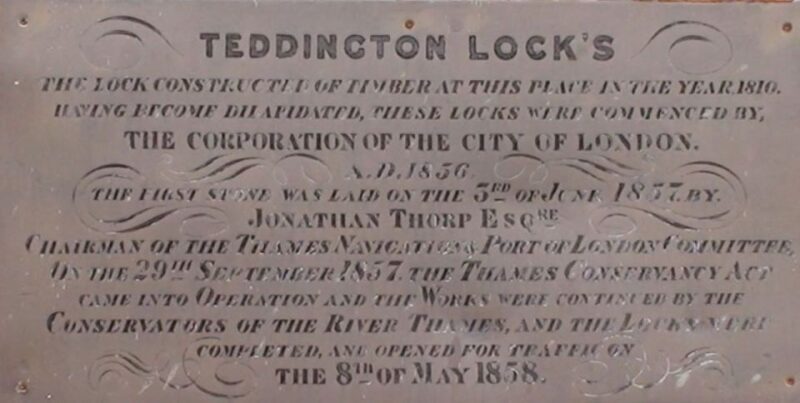 TEDDINGTON LOCK'S
THE LOCK CONSTRUCTED OF TIMBER AT THIS PLACE IN THE YEAR 1810.
HAVING BECOME DILAPIDATED, THESE LOCKS WERE COMMENCED BY,
THE CORPORATION OF THE CITY OF LONDON.
A.D. 1856.
THE FIRST STONE WAS LAID ON THE 3RD OF JUNE 1857. BY.
JONATHAN THORP ESQRE
CHAIRMAN OF THE THAMES NAVIGATION & PORT OF LONDON COMMITTEE,
ON THE 29TH SEPTEMBER 1857. THE THAMES CONSERVANCY ACT
CAME INTO OPERATION AND THE WORKS WERE CONTINUED BY THE
CONSERVATORS OF THE RIVER THAMES, AND THE LOCKS WERE
COMPLETED, AND OPENED FOR TRAFFIC ON
THE 8TH OF MAY 1858.